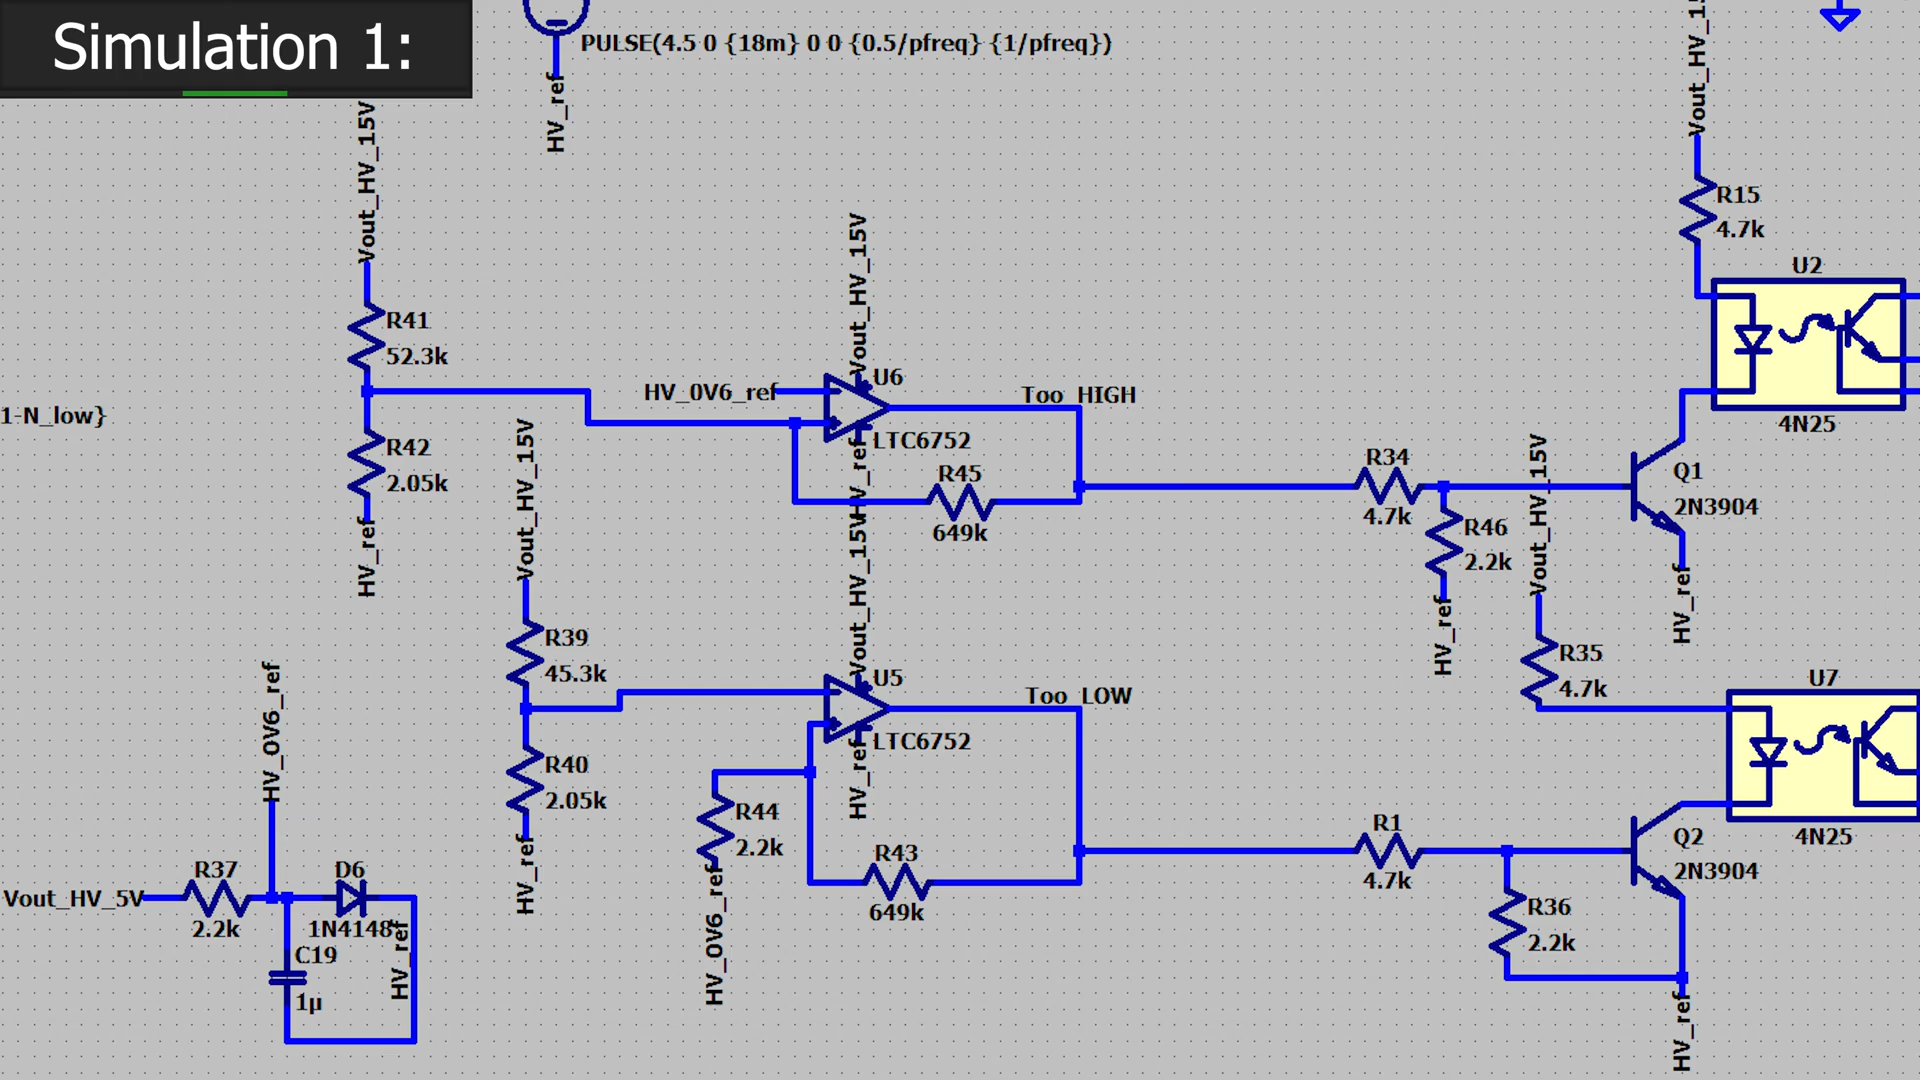 Simulation 1:
PULSE(4.5 0 {18m} 0 0 {0.5/pfreq} {1/pfreq})
HV_ref
Vout_HV_15V
R41
52.3k
R42
2.05k
HV_ref
1-N_low}
HV_0V6_ref
Vout_HV_15V
U6
LTC6752
HV_ref
Too_HIGH
R45
649k
Vout_HV_15V
R39
45.3k
R40
2.05k
HV_ref
Vout_HV_15V
U5
LTC6752
HV_ref
Too_LOW
R44
2.2k
HV_0V6_ref
R43
649k
HV_0V6_ref
Vout_HV_5V
R37
2.2k
D6
1N4148
HV_ref
C19
1µ
R34
4.7k
R46
2.2k
HV_ref
Q1
2N3904
HV_ref
R15
4.7k
U2
4N25
Vout_HV_15V
R35
4.7k
U7
4N25
R1
4.7k
R36
2.2k
Q2
2N3904
HV_ref